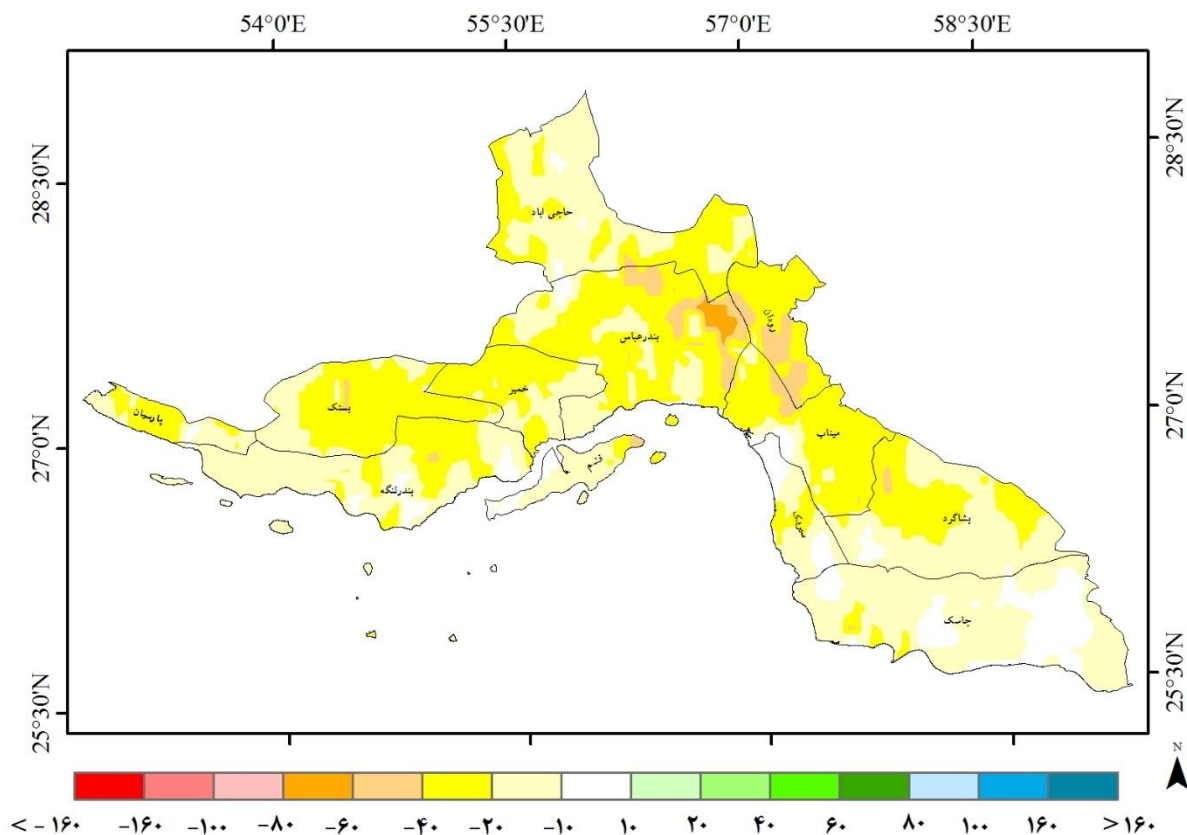 54°0'E 55°30'E 57°0'E 58°30'E
28°30'N
28°30'N
حاجی اباد
رودان
بندرعباس
خمیر
بستک
پارسیان
27°0'N
27°0'N
میناب
قشم
بندرلنگه
سیریک
بشاگرد
جاسک
25°30'N
25°30'N
N
< -۱۶۰ -۱۶۰ -۱۰۰ -۸۰ -۶۰ -۴۰ -۲۰ -۱۰ ۱۰ ۲۰ ۴۰ ۶۰ ۸۰ ۱۰۰ ۱۶۰ >۱۶۰